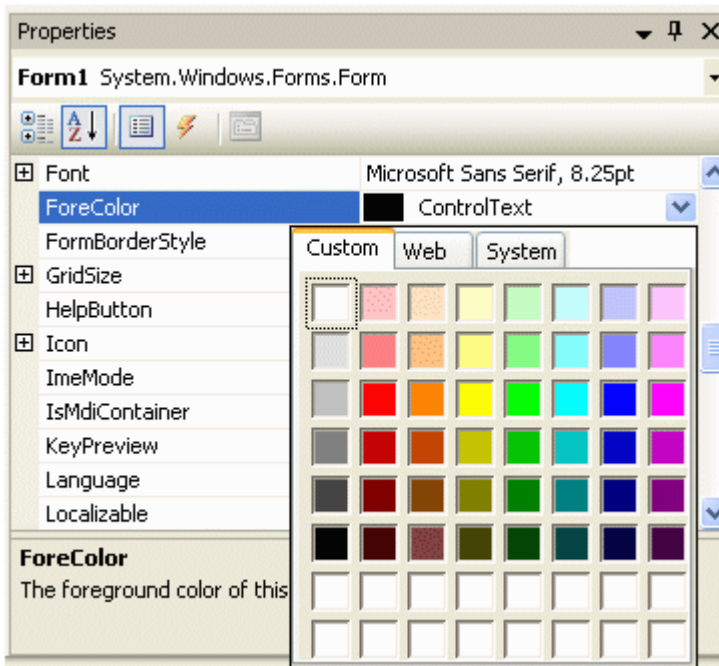 Properties
Form1 System.Windows.Forms.Form
A Z
Font Microsoft Sans Serif, 8.25pt
ForeColor ControlText
FormBorderStyle
Custom Web System
GridSize
HelpButton
Icon
ImeMode
IsMdiContainer
KeyPreview
Language
Localizable
ForeColor
The foreground color of this